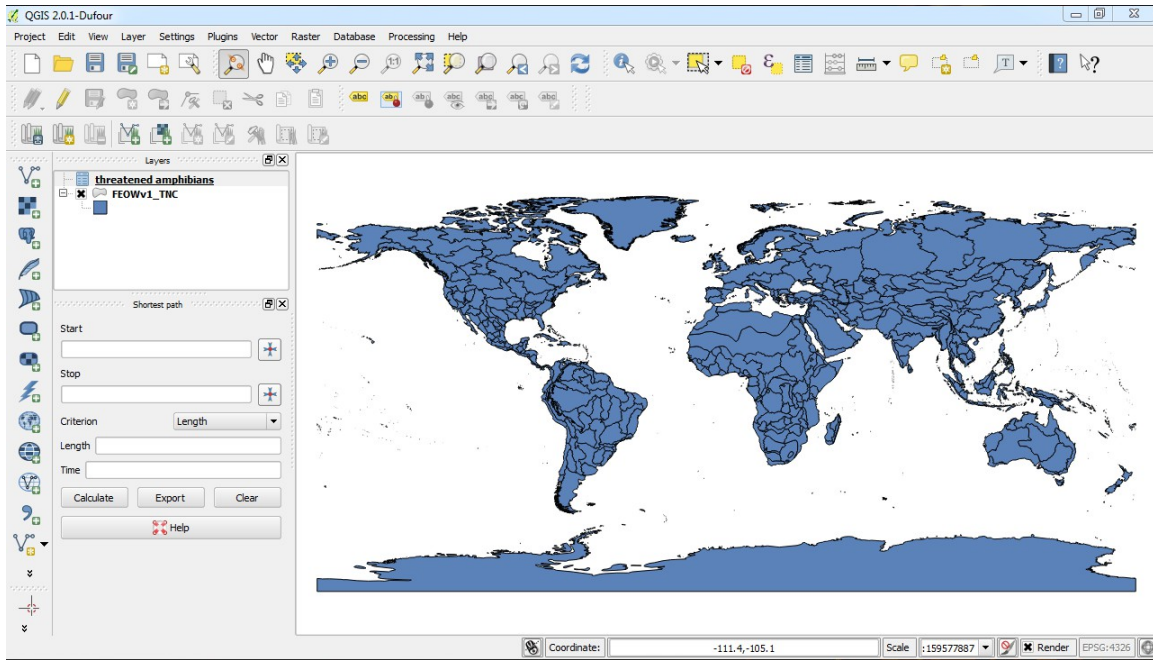 QGIS 2.0.1-Dufour
Project Edit View Layer Settings Plugins Vector Raster Database Processing Help
Layers
threatened amphibians
FEOWv1_TNC
Shortest path
Start
Stop
Criterion Length
Length
Time
Calculate Export Clear
Help
Coordinate: -111.4,-105.1 Scale :159577887 Render EPSG:4326